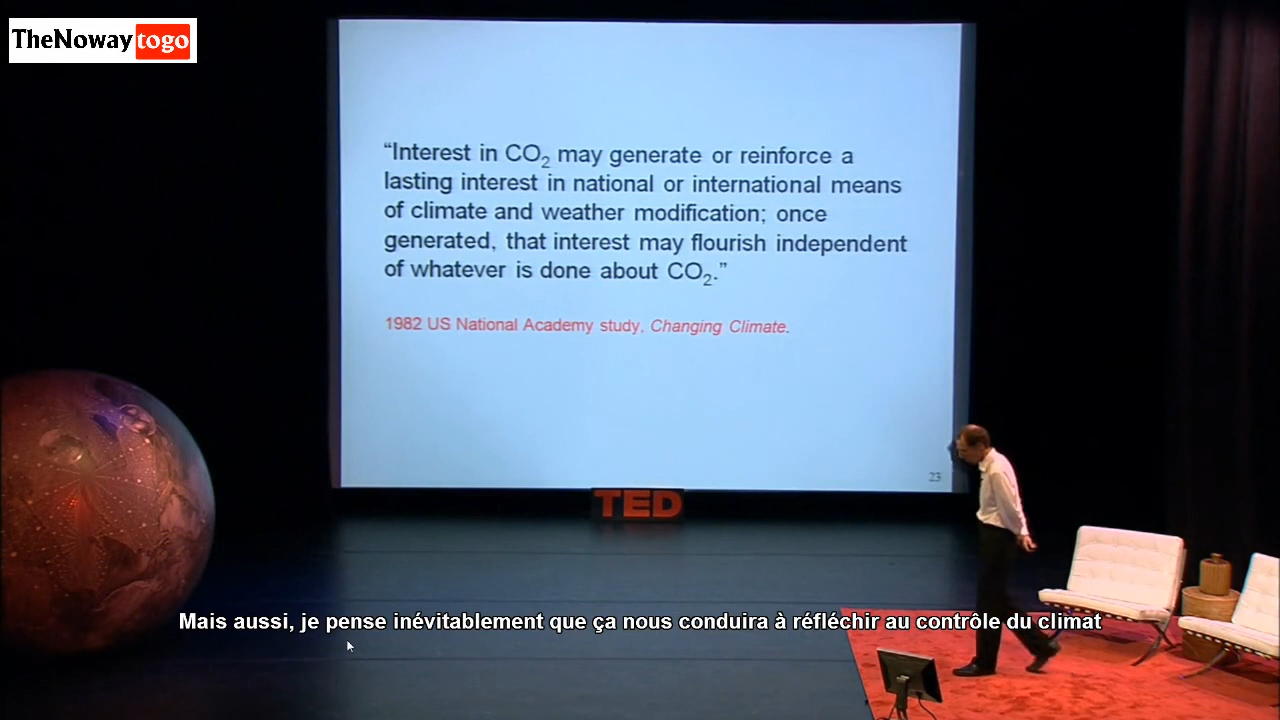 TheNowaytogo
“Interest in CO₂ may generate or reinforce a
lasting interest in national or international means
of climate and weather modification; once
generated, that interest may flourish independent
of whatever is done about CO₂.”
1982 US National Academy study, Changing Climate.
23
TED
Mais aussi, je pense inévitablement que ça nous conduira à réfléchir au contrôle du climat